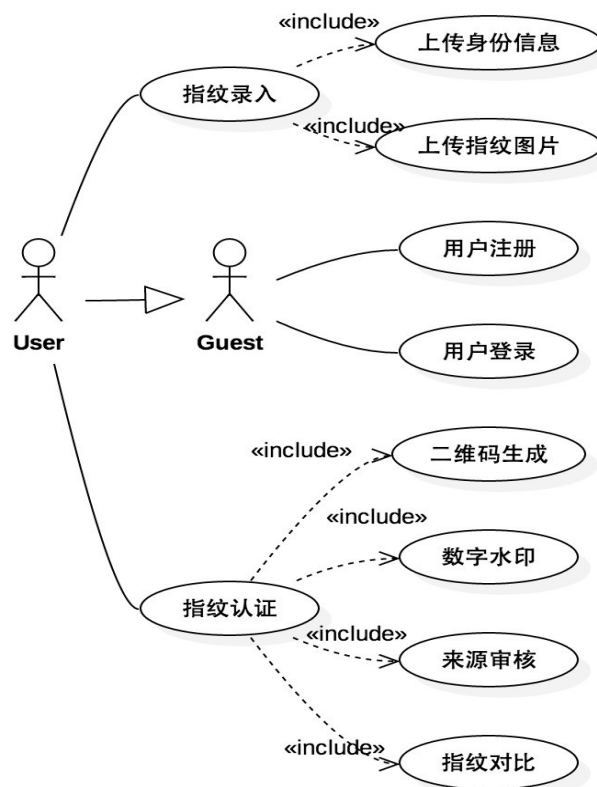 «include»
上传身份信息
指纹录入
«include»
上传指纹图片
用户注册
User
Guest
用户登录
«include»
二维码生成
«include»
数字水印
指纹认证
«include»
来源审核
«include»
指纹对比